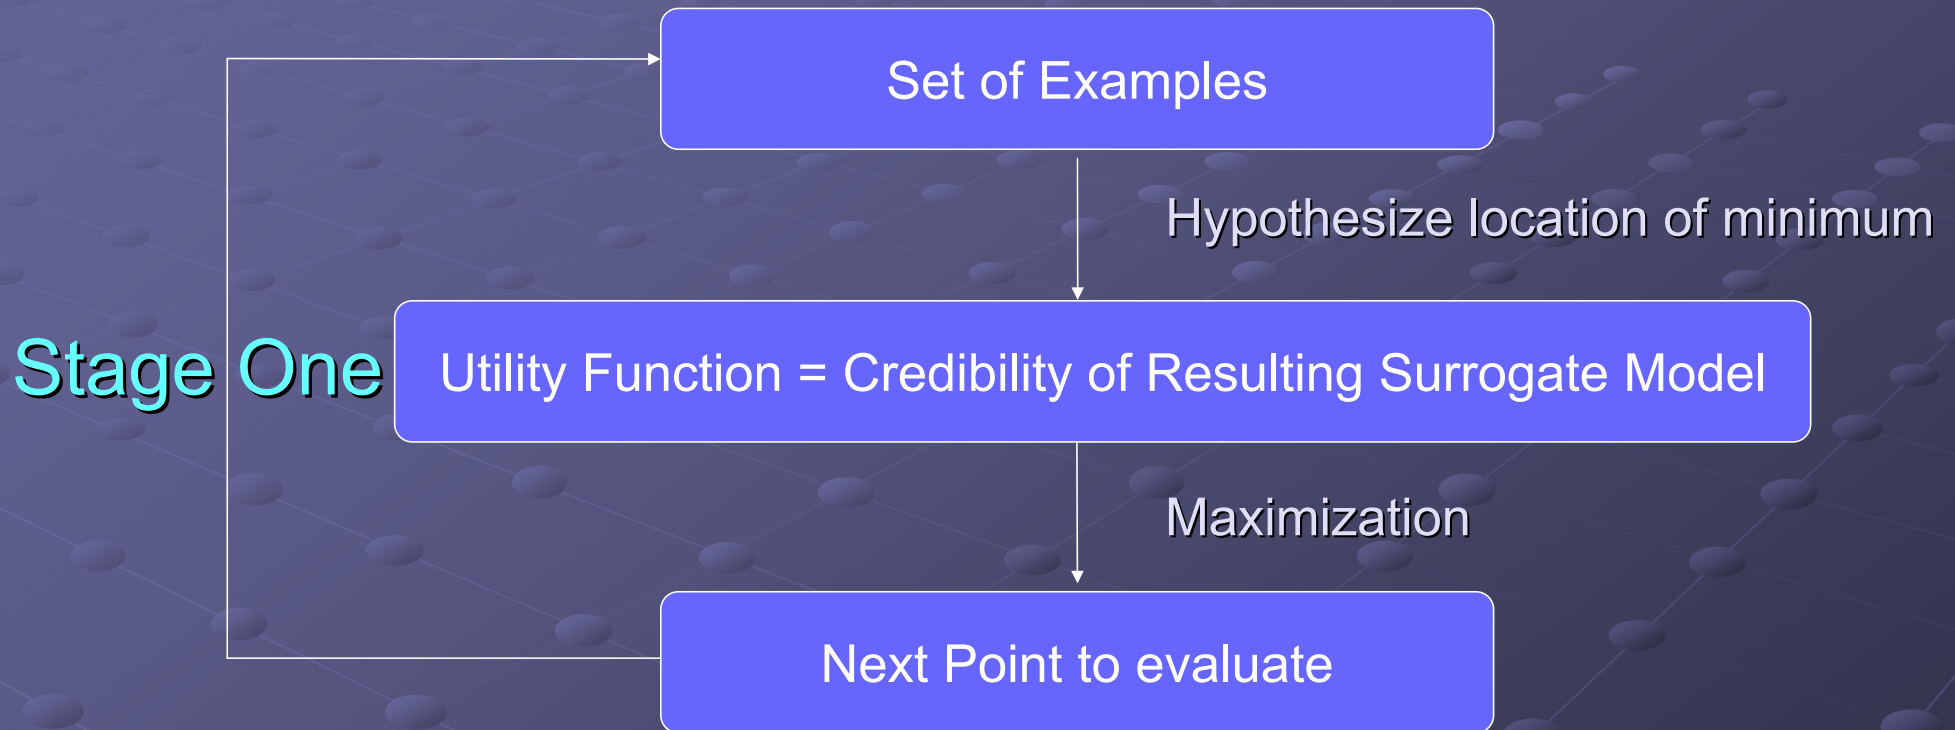 Set of Examples
Hypothesize location of minimum
Stage One
Utility Function = Credibility of Resulting Surrogate Model
Maximization
Next Point to evaluate